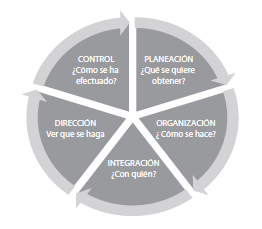 CONTROL
¿Cómo se ha
efectuado?
PLANEACIÓN
¿Qué se quiere
obtener?
DIRECCIÓN
Ver que se haga
ORGANIZACIÓN
¿ Cómo se hace?
INTEGRACIÓN
¿Con quién?